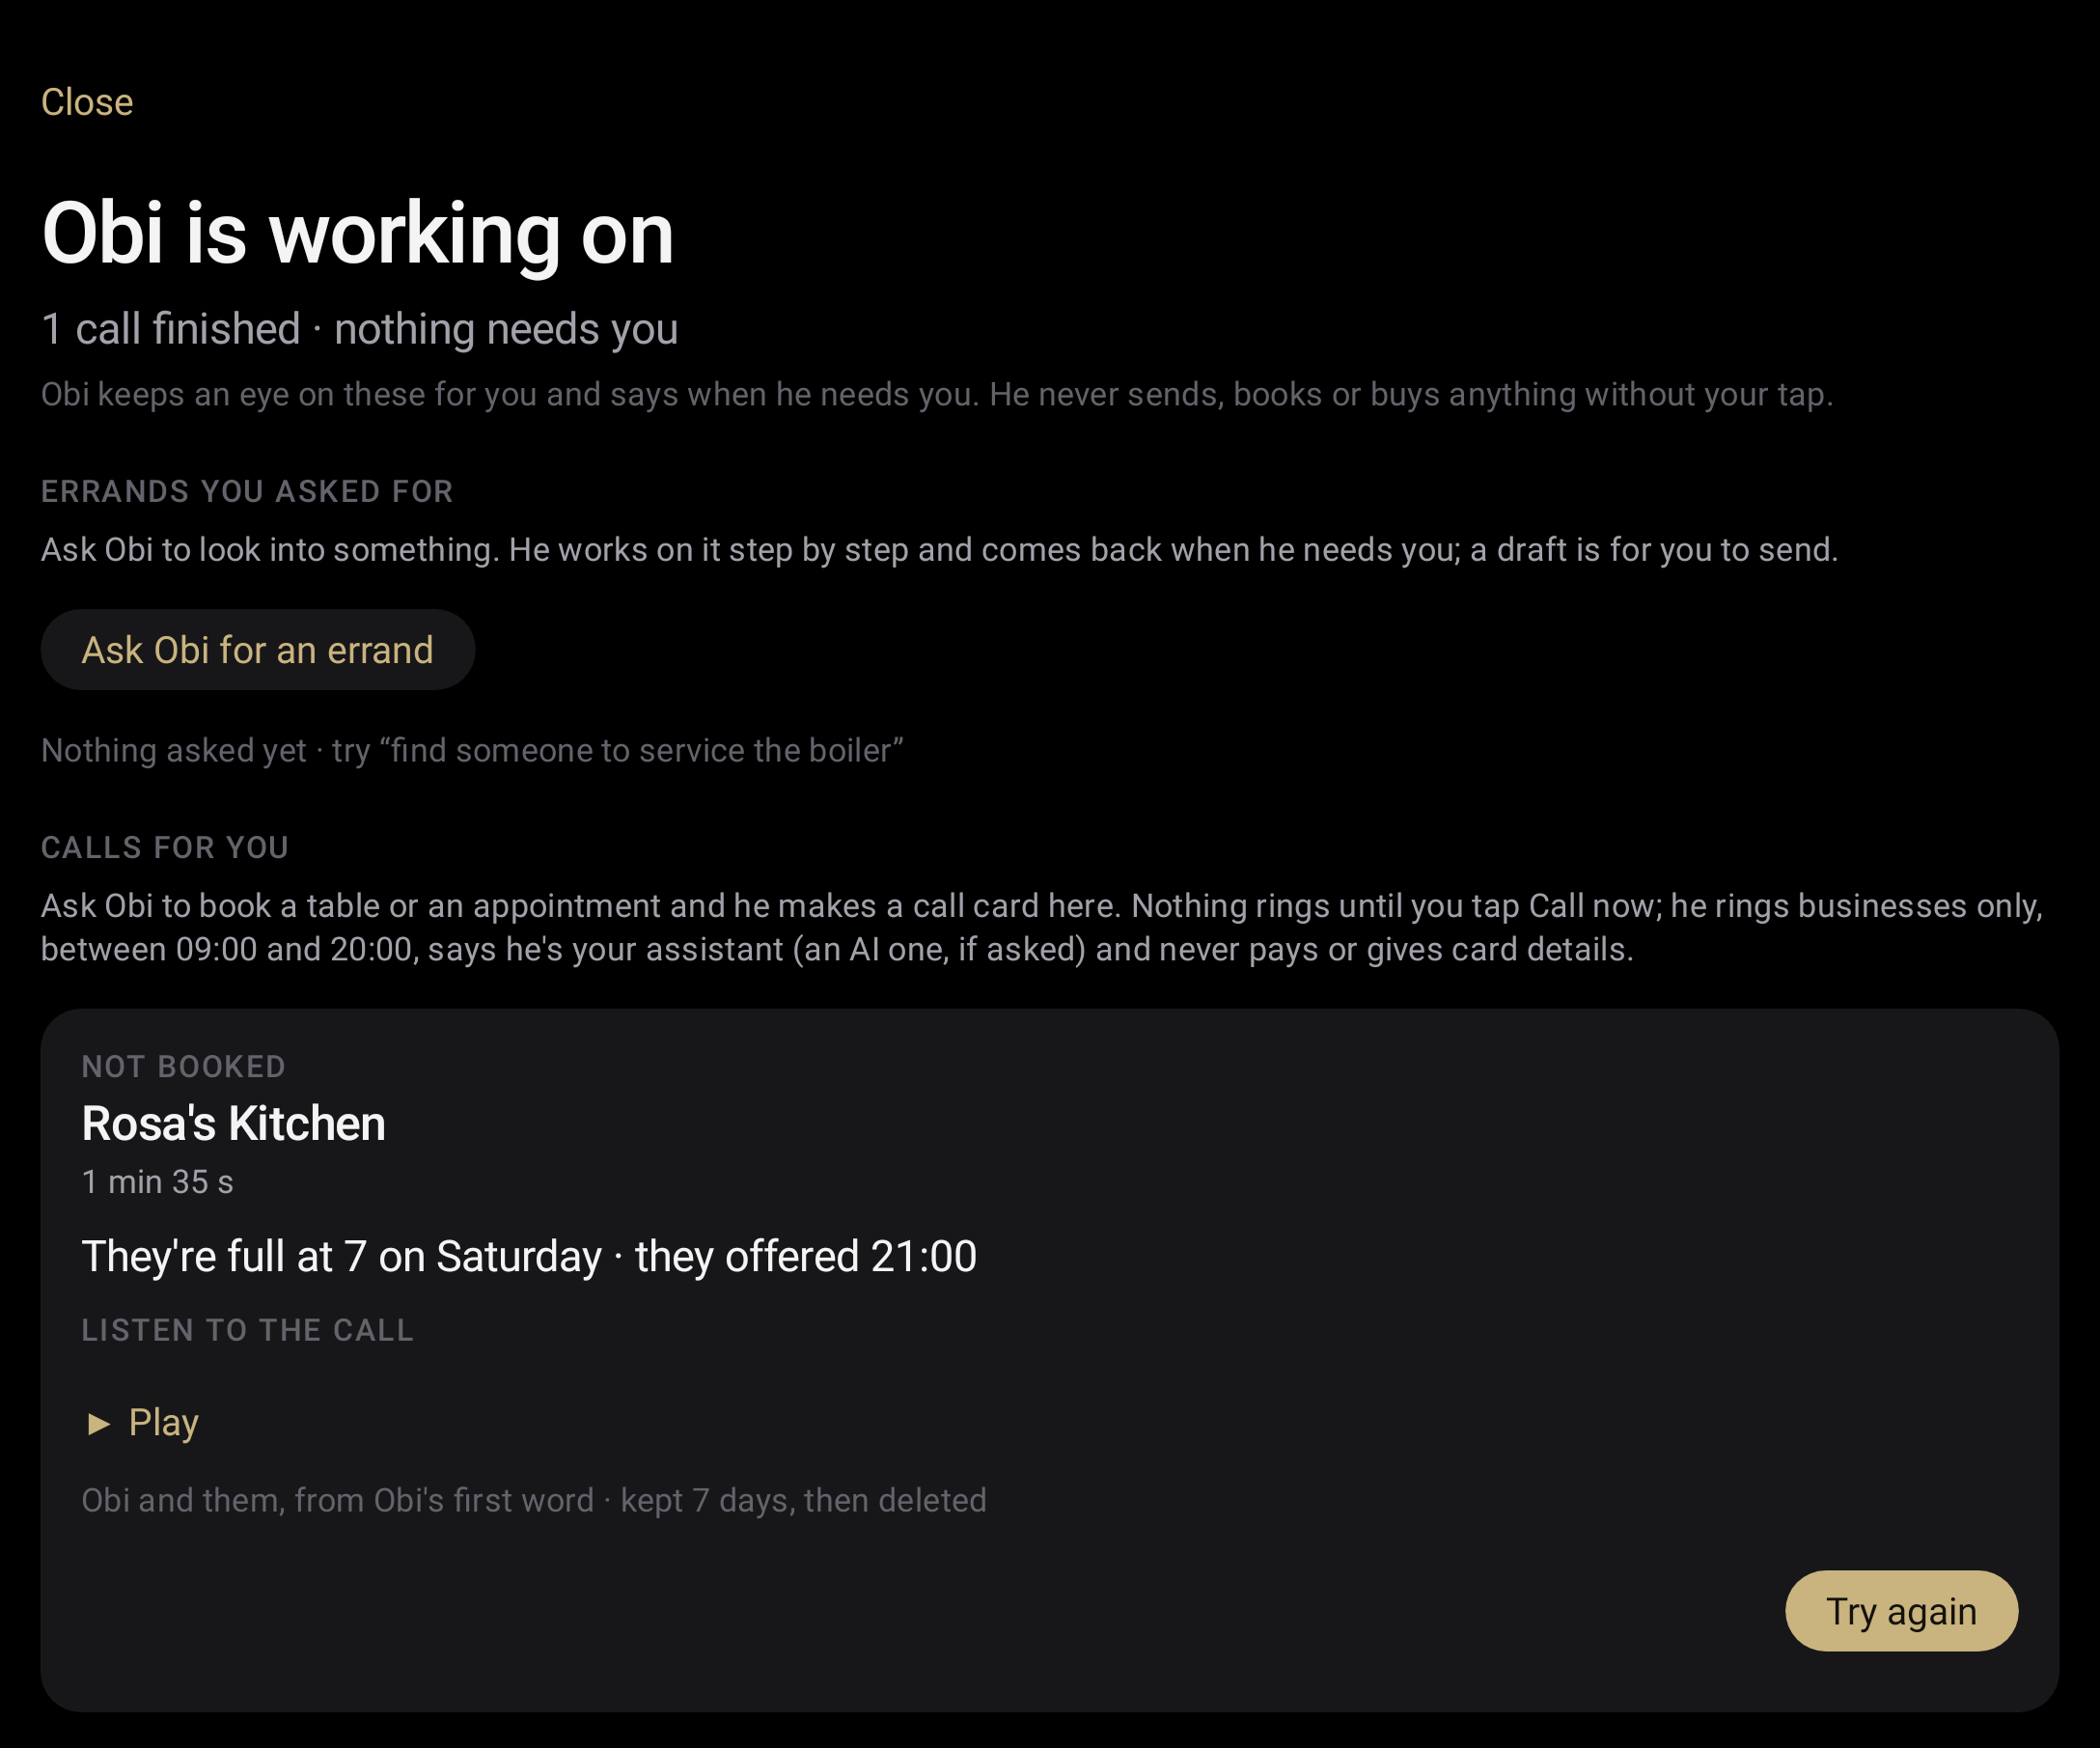 Close
Obi is working on
1 call finished · nothing needs you
Obi keeps an eye on these for you and says when he needs you. He never sends, books or buys anything without your tap.
ERRANDS YOU ASKED FOR
Ask Obi to look into something. He works on it step by step and comes back when he needs you; a draft is for you to send.
Ask Obi for an errand
Nothing asked yet · try “find someone to service the boiler”
CALLS FOR YOU
Ask Obi to book a table or an appointment and he makes a call card here. Nothing rings until you tap Call now; he rings businesses only,
between 09:00 and 20:00, says he's your assistant (an AI one, if asked) and never pays or gives card details.
NOT BOOKED
Rosa's Kitchen
1 min 35 s
They're full at 7 on Saturday · they offered 21:00
LISTEN TO THE CALL
► Play
Obi and them, from Obi's first word · kept 7 days, then deleted
Try again